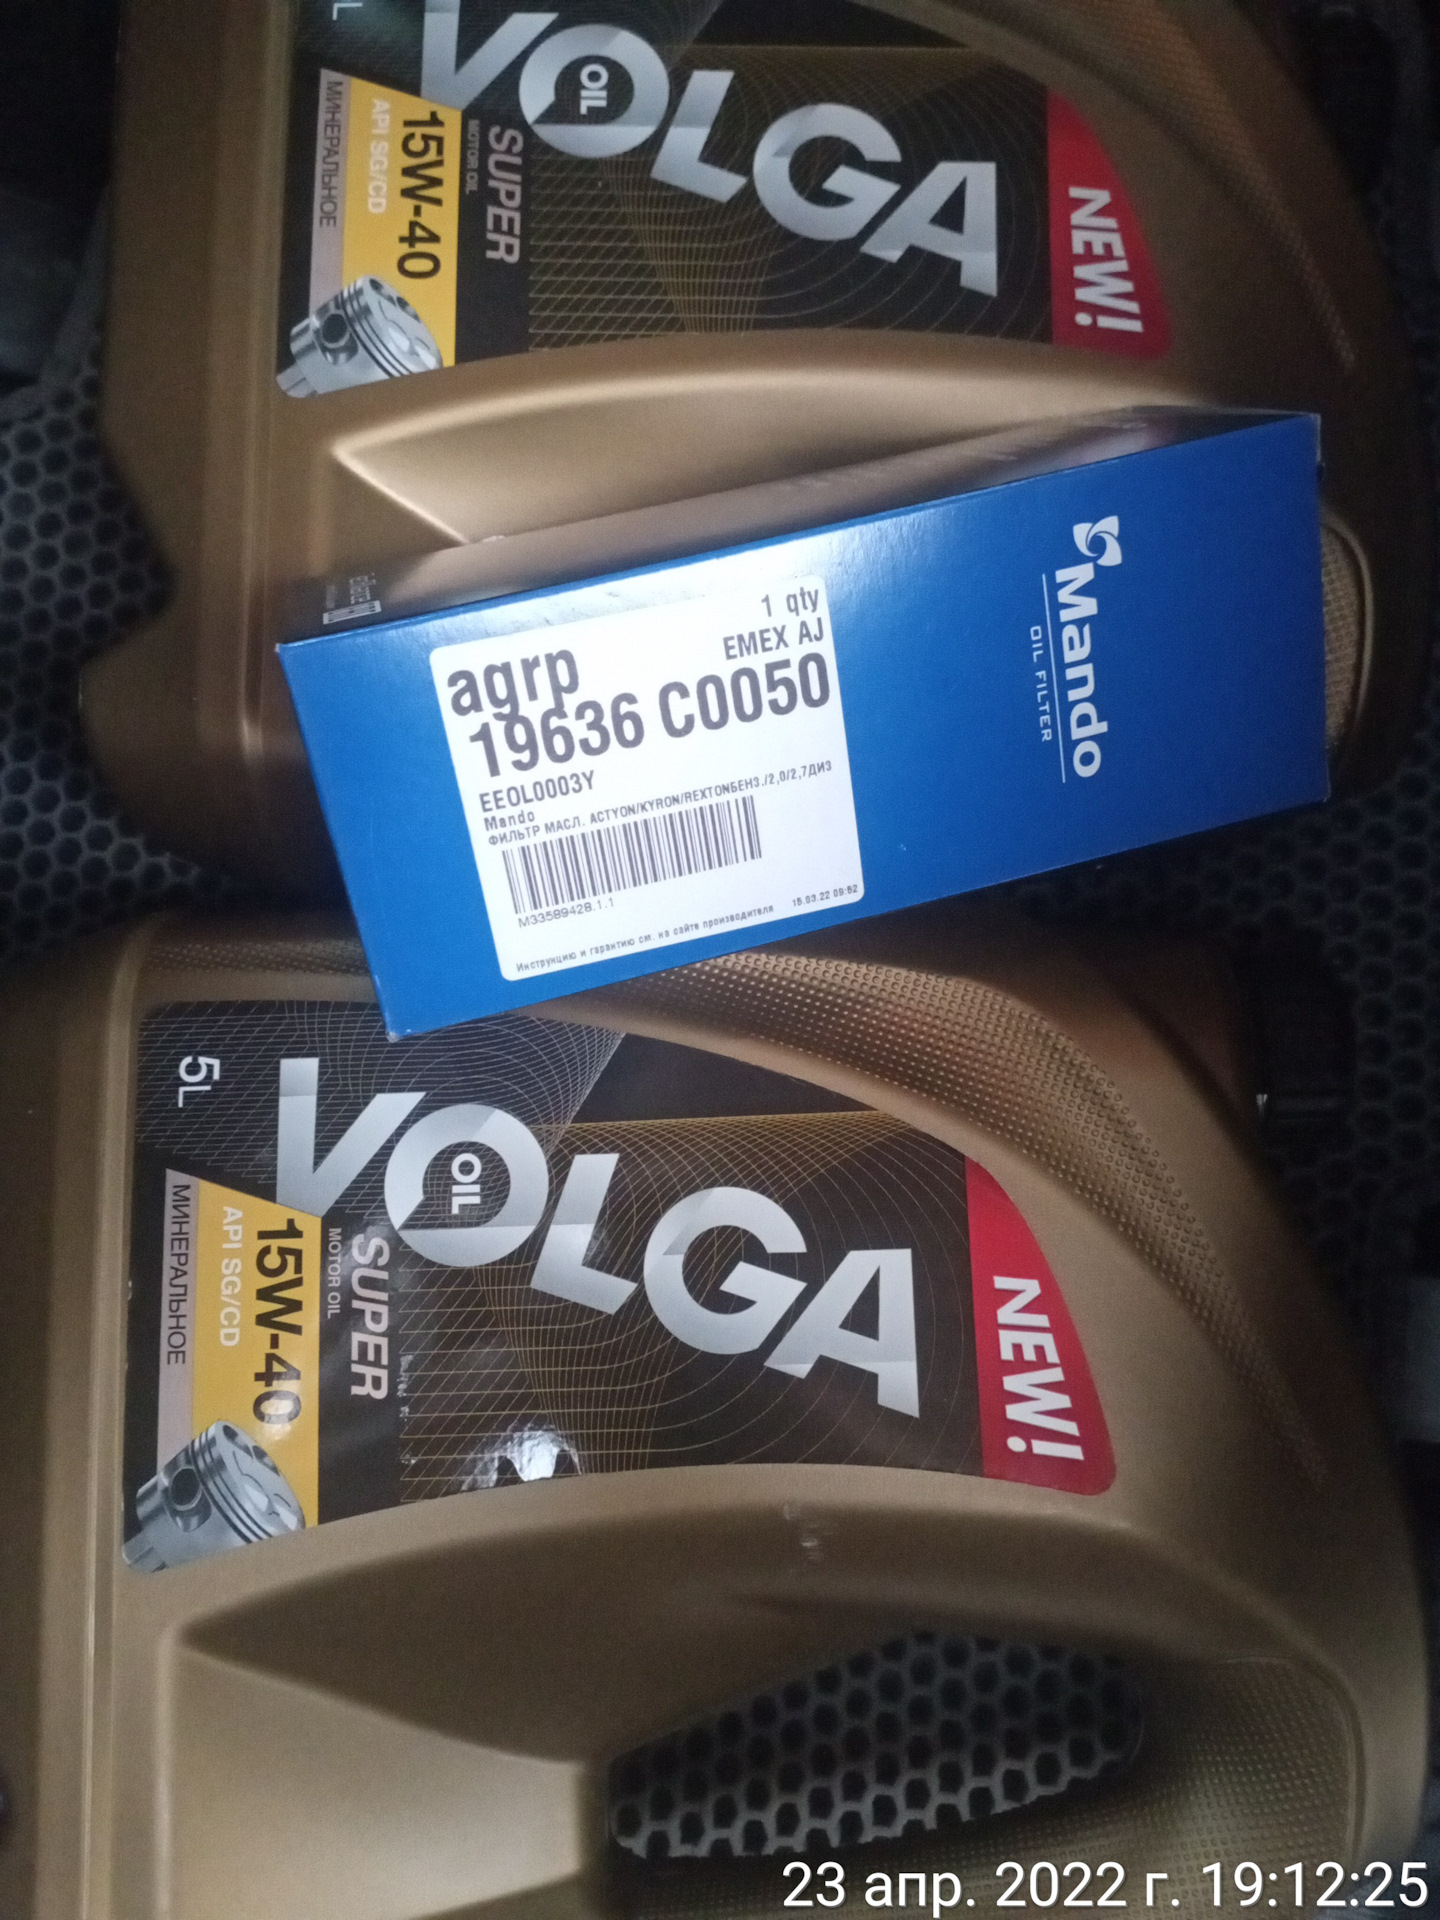 VOLGA
OIL
NEW!
SUPER
MOTOR OIL
15W-40
API SG/CD
МИНЕРАЛЬНОЕ
Mando
OIL FILTER
1 qty
agrp
EMEX AJ
19636 C0050
EEOL0003Y
Mando
ФИЛЬТР МАСЛ. ACTYON/KYRON/REXTONБЕНЗ./2,0/2,7ДИЗ
M33589428.1.1
Инструкцию и гарантию см. на сайте производителя
NEW!
VOLGA
OIL
5L
SUPER
MOTOR OIL
15W-40
API SG/CD
МИНЕРАЛЬНОЕ
23 апр. 2022 г. 19:12:25